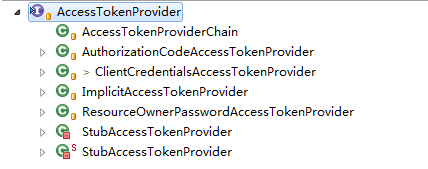 AccessTokenProvider
AccessTokenProviderChain
AuthorizationCodeAccessTokenProvider
> ClientCredentialsAccessTokenProvider
ImplicitAccessTokenProvider
ResourceOwnerPasswordAccessTokenProvider
StubAccessTokenProvider
S StubAccessTokenProvider